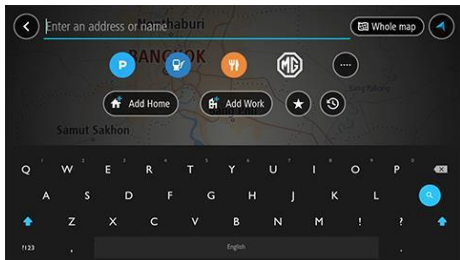 Enter an address or name
Whole map
Nonthaburi
BANGKOK
P
MG
Add Home
Add Work
Samut Sakhon
Q W E R T Y U I O P
A S D F G H J K L
Z X C V B N M ! ?
?123 , English .